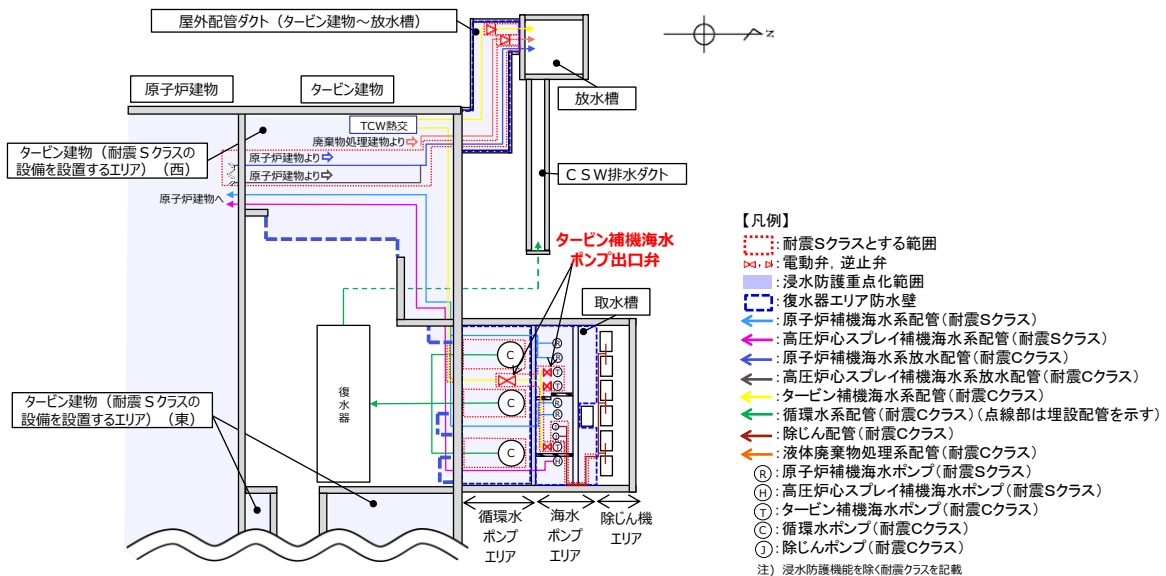 屋外配管ダクト（タービン建物～放水槽）
N
原子炉建物
タービン建物
放水槽
TCW熱交
廃棄物処理建物より
タービン建物（耐震Ｓクラスの
設備を設置するエリア）（西）
原子炉建物より
原子炉建物より
ＣＳＷ排水ダクト
原子炉建物へ
タービン補機海水
ポンプ出口弁
取水槽
復水器
タービン建物（耐震Ｓクラスの
設備を設置するエリア）（東）
C
C
C
R
R
T
T
R
R
J
J
T
H
循環水
ポンプ
エリア
海水
ポンプ
エリア
除じん機
エリア
【凡例】
：耐震Sクラスとする範囲
：電動弁，逆止弁
：浸水防護重点化範囲
：復水器エリア防水壁
：原子炉補機海水系配管(耐震Sクラス)
：高圧炉心スプレイ補機海水系配管(耐震Sクラス)
：原子炉補機海水系放水配管(耐震Cクラス)
：高圧炉心スプレイ補機海水系放水配管(耐震Cクラス)
：タービン補機海水系配管(耐震Cクラス)
：循環水系配管(耐震Cクラス)(点線部は埋設配管を示す)
：除じん配管(耐震Cクラス)
：液体廃棄物処理系配管(耐震Cクラス)
R：原子炉補機海水ポンプ(耐震Sクラス)
H：高圧炉心スプレイ補機海水ポンプ(耐震Sクラス)
T：タービン補機海水ポンプ(耐震Cクラス)
C：循環水ポンプ(耐震Cクラス)
J：除じんポンプ(耐震Cクラス)
注）浸水防護機能を除く耐震クラスを記載